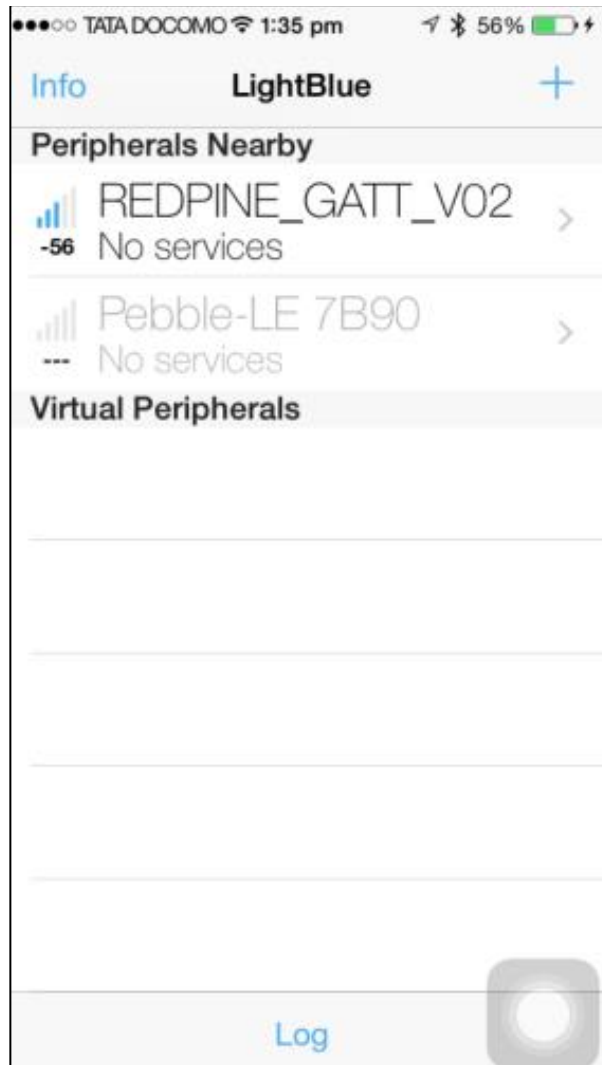 TATA DOCOMO 1:35 pm 56%
Info LightBlue +
Peripherals Nearby
REDPINE_GATT_V02
-56 No services
Pebble-LE 7B90
--- No services
Virtual Peripherals
Log